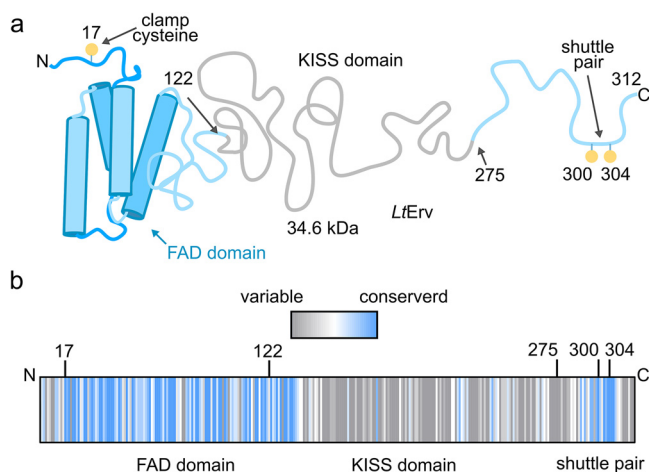 a
17
clamp
cysteine
N
122
KISS domain
shuttle
pair
312
C
300
304
275
LtErv
34.6 kDa
FAD domain
b
variable
conserverd
17
122
275
300
304
N
C
FAD domain
KISS domain
shuttle pair